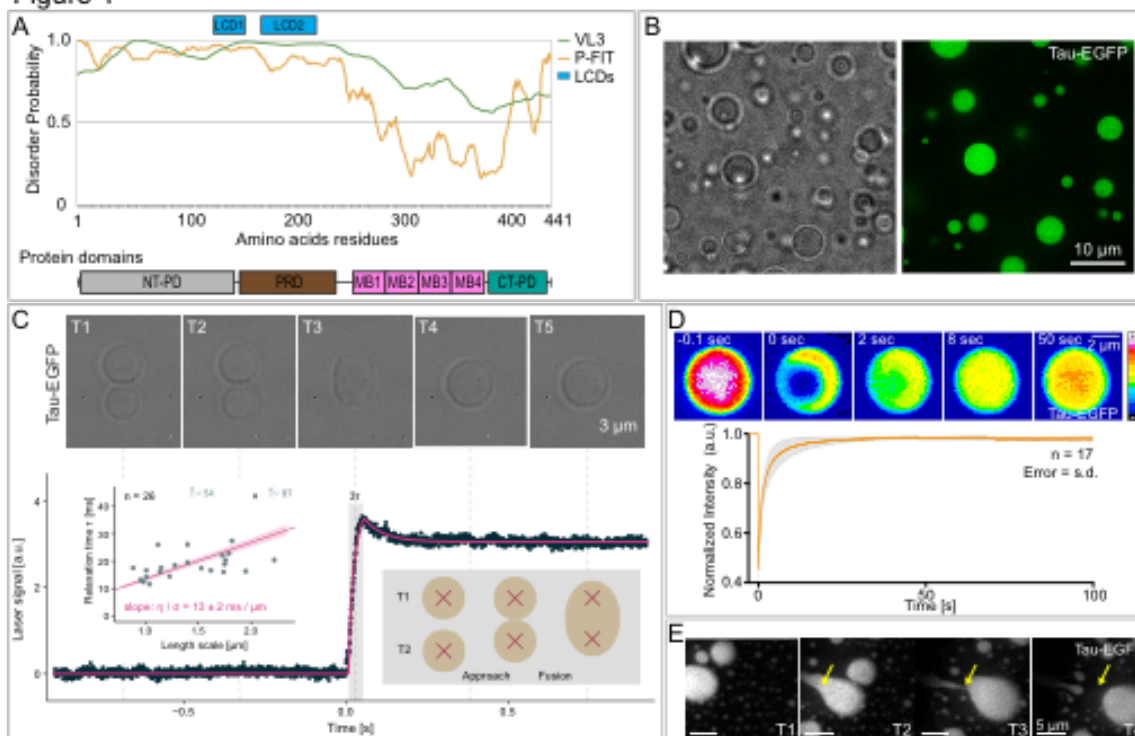 Figure 1
A
LCD1 LCD2
VL3
P-FIT
LCDs
Disorder Probability
1.0
0.5
0
1 100 200 300 400 441
Amino acids residues
Protein domains
NT-PD PRD MB1 MB2 MB3 MB4 CT-PD
B
Tau-EGFP
10 µm
C
T1 T2 T3 T4 T5
Tau-EGFP
3 µm
Laser signal [a.u.]
4
2
0
n = 26
Relaxation time τ [ms]
40
30
20
10
0
slope: η / σ = 13 ± 2 ms / µm
1.0 1.5 2.0
Length scale [µm]
T1
T2
Approach Fusion
−0.5 0.0 0.5
Time [s]
D
-0.1 sec 0 sec 2 sec 8 sec 50 sec
2 µm
Tau-EGFP
Normalized Intensity (a.u.)
1.0
0.8
0.6
0.4
n = 17
Error = s.d.
0 50 100
Time [s]
E
T1 T2 T3
5 µm